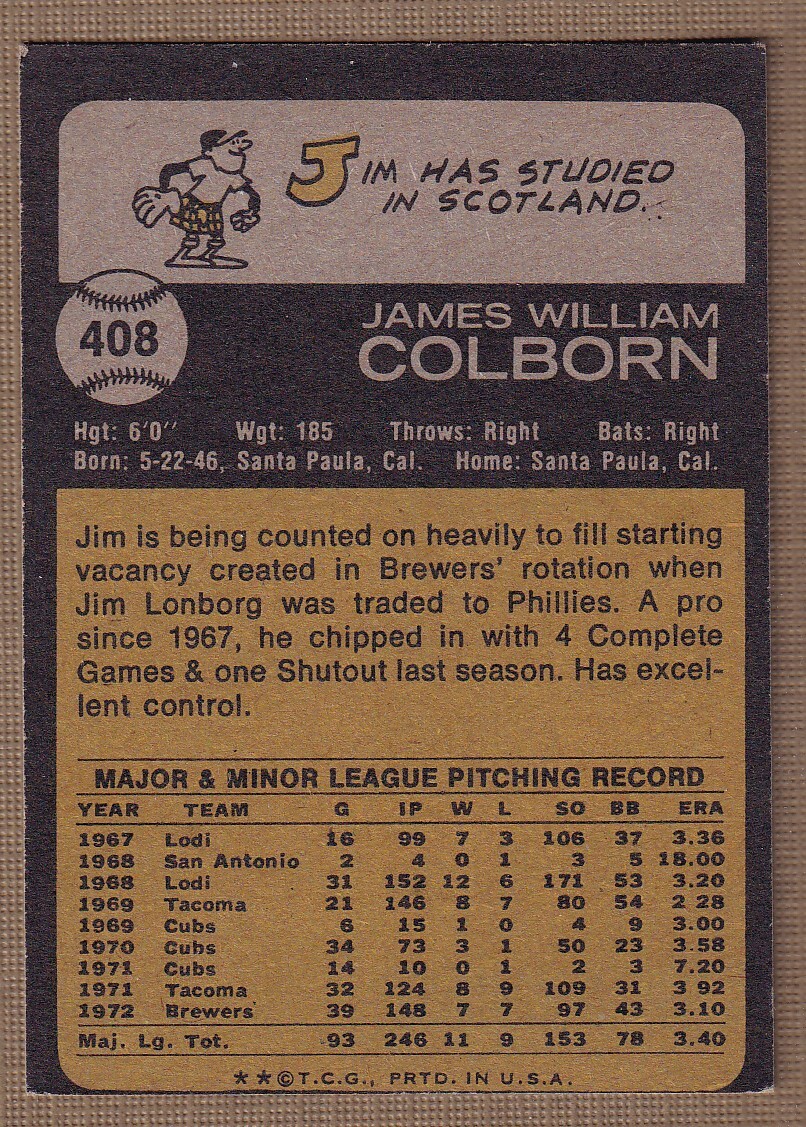 JIM HAS STUDIED
IN SCOTLAND..
408
JAMES WILLIAM
COLBORN
Hgt: 6'0" Wgt: 185 Throws: Right Bats: Right
Born: 5-22-46, Santa Paula, Cal. Home: Santa Paula, Cal.
Jim is being counted on heavily to fill starting
vacancy created in Brewers' rotation when
Jim Lonborg was traded to Phillies. A pro
since 1967, he chipped in with 4 Complete
Games & one Shutout last season. Has excel-
lent control.
MAJOR & MINOR LEAGUE PITCHING RECORD
YEAR TEAM G IP W L SO BB ERA
1967 Lodi 16 99 7 3 106 37 3.36
1968 San Antonio 2 4 0 1 3 5 18.00
1968 Lodi 31 152 12 6 171 53 3.20
1969 Tacoma 21 146 8 7 80 54 2 28
1969 Cubs 6 15 1 0 4 9 3.00
1970 Cubs 34 73 3 1 50 23 3.58
1971 Cubs 14 10 0 1 2 3 7.20
1971 Tacoma 32 124 8 9 109 31 3 92
1972 Brewers 39 148 7 7 97 43 3.10
Maj. Lg. Tot. 93 246 11 9 153 78 3.40
★ ★ © T.C.G., PRTD. IN U.S.A.